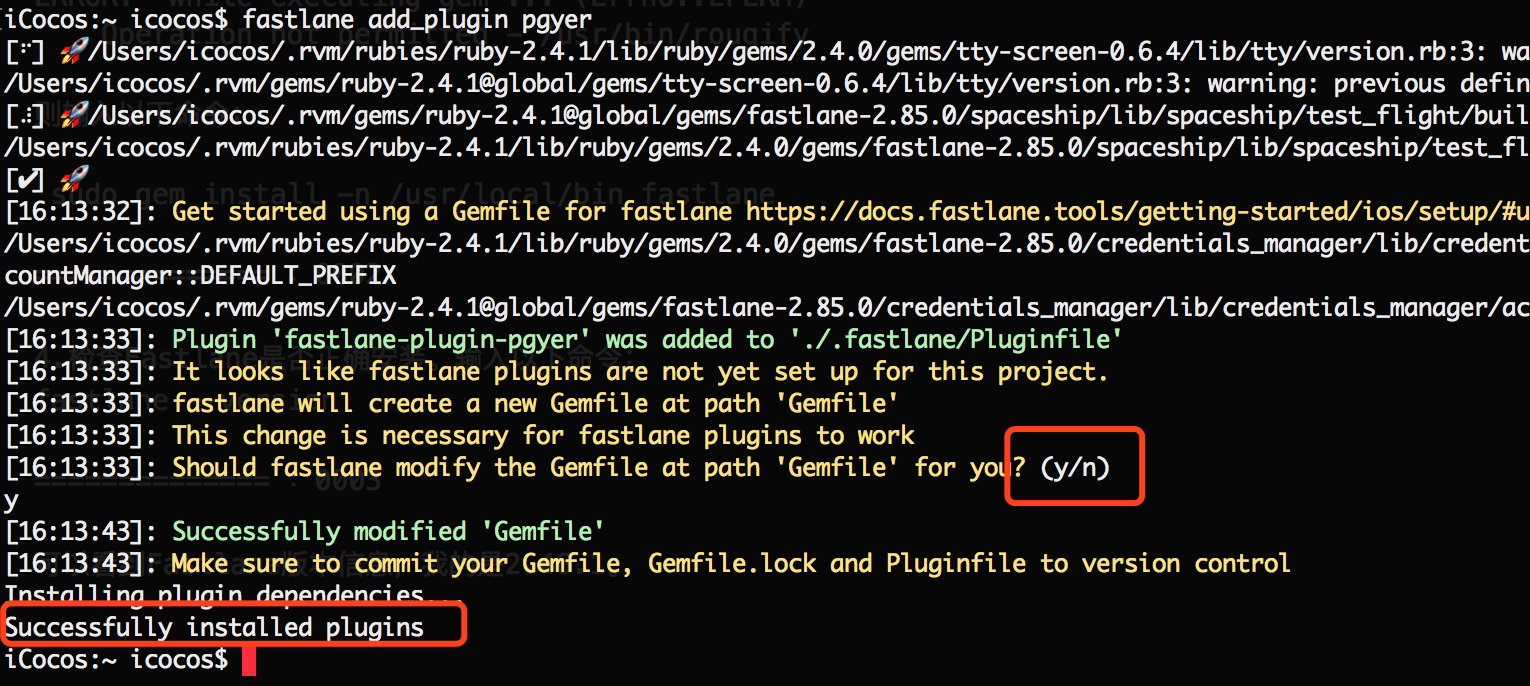 iCocos:~ icocos$ fastlane add_plugin pgyer
[⠋] 🚀/Users/icocos/.rvm/rubies/ruby-2.4.1/lib/ruby/gems/2.4.0/gems/tty-screen-0.6.4/lib/tty/version.rb:3: wa
/Users/icocos/.rvm/gems/ruby-2.4.1@global/gems/tty-screen-0.6.4/lib/tty/version.rb:3: warning: previous defin
[⠼] 🚀/Users/icocos/.rvm/gems/ruby-2.4.1@global/gems/fastlane-2.85.0/spaceship/lib/spaceship/test_flight/buil
/Users/icocos/.rvm/rubies/ruby-2.4.1/lib/ruby/gems/2.4.0/gems/fastlane-2.85.0/spaceship/lib/spaceship/test_fl
[✔] 🚀
sudo gem install -n /usr/local/bin fastlane
[16:13:32]: Get started using a Gemfile for fastlane https://docs.fastlane.tools/getting-started/ios/setup/#u
/Users/icocos/.rvm/rubies/ruby-2.4.1/lib/ruby/gems/2.4.0/gems/fastlane-2.85.0/credentials_manager/lib/credent
countManager::DEFAULT_PREFIX
/Users/icocos/.rvm/gems/ruby-2.4.1@global/gems/fastlane-2.85.0/credentials_manager/lib/credentials_manager/ac
[16:13:33]: Plugin 'fastlane-plugin-pgyer' was added to './.fastlane/Pluginfile'
[16:13:33]: It looks like fastlane plugins are not yet set up for this project.
[16:13:33]: fastlane will create a new Gemfile at path 'Gemfile'
[16:13:33]: This change is necessary for fastlane plugins to work
[16:13:33]: Should fastlane modify the Gemfile at path 'Gemfile' for you? (y/n)
y
[16:13:43]: Successfully modified 'Gemfile'
[16:13:43]: Make sure to commit your Gemfile, Gemfile.lock and Pluginfile to version control
Installing plugin dependencies...
Successfully installed plugins
iCocos:~ icocos$